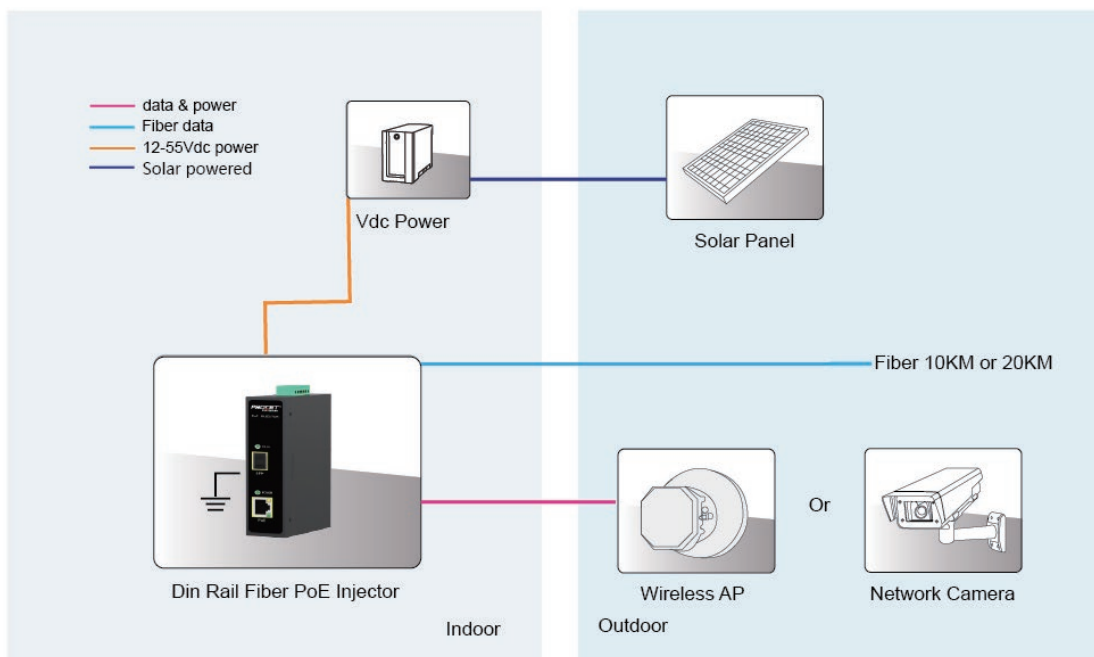 data & power
Fiber data
12-55Vdc power
Solar powered
Vdc Power
Solar Panel
Fiber 10KM or 20KM
PoE
Din Rail Fiber PoE Injector
Wireless AP
Or
Network Camera
Indoor
Outdoor